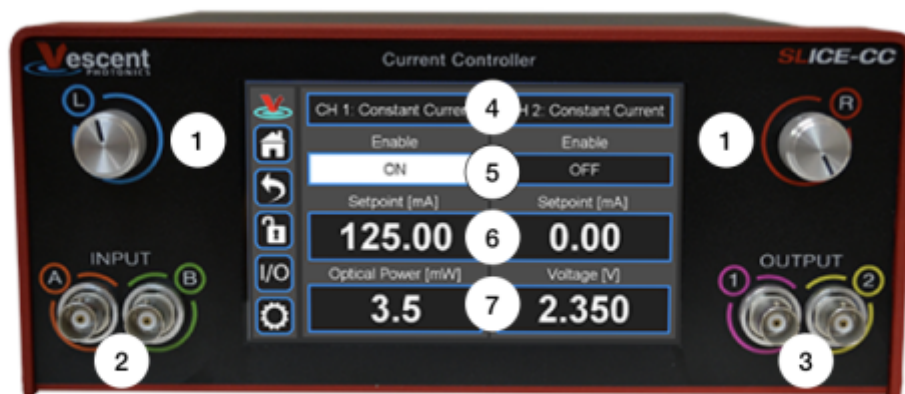 Vescent
PHOTONICS
Current Controller
SLICE-CC
L
R
1
1
CH 1: Constant Curre
4
H 2: Constant Current
Enable
Enable
ON
5
OFF
Setpoint [mA]
Setpoint [mA]
125.00
6
0.00
INPUT
A
B
I/O
Optical Power [mW]
Voltage [V]
3.5
7
2.350
OUTPUT
1
2
2
3